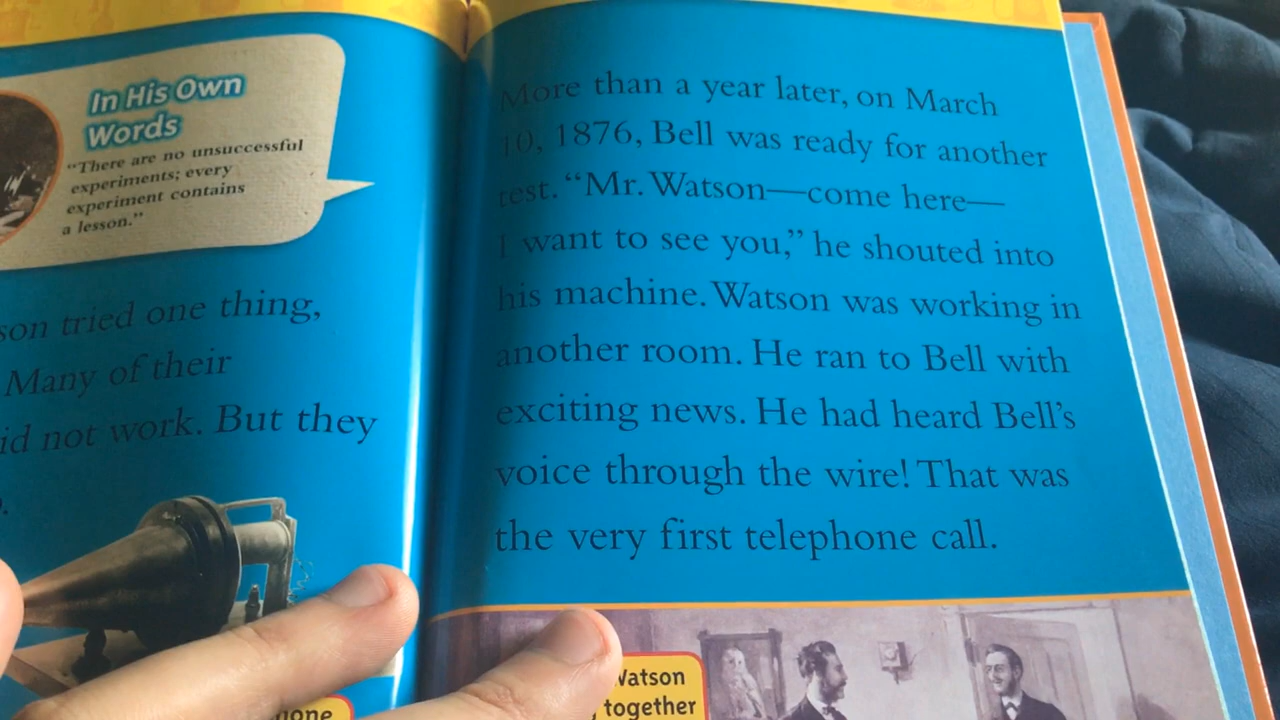 In His Own
Words
"There are no unsuccessful
experiments; every
experiment contains
a lesson."
tried one thing,
Many of their
not work. But they
More than a year later, on March
10, 1876, Bell was ready for another
test. "Mr. Watson—come here—
I want to see you," he shouted into
his machine. Watson was working in
another room. He ran to Bell with
exciting news. He had heard Bell's
voice through the wire! That was
the very first telephone call.
Watson
together